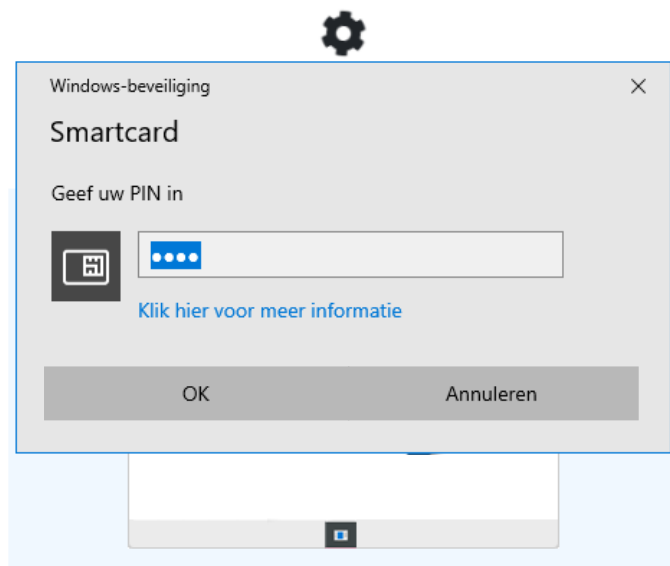 Windows-beveiliging
Smartcard
Geef uw PIN in
••••
Klik hier voor meer informatie
OK
Annuleren